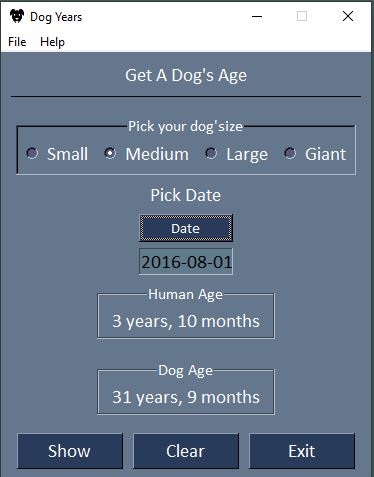 Dog Years
File Help
Get A Dog's Age
Pick your dog'size
Small Medium Large Giant
Pick Date
Date
2016-08-01
Human Age
3 years, 10 months
Dog Age
31 years, 9 months
Show Clear Exit